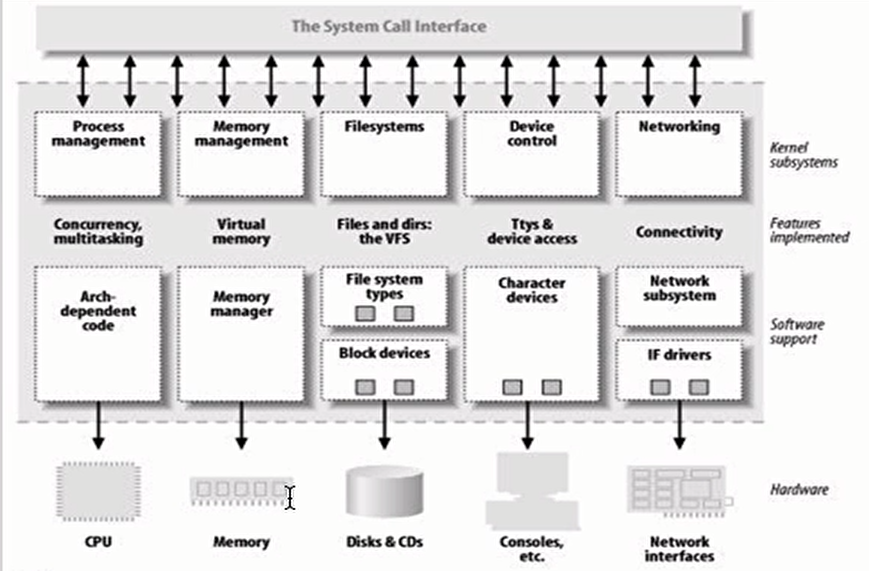 The System Call Interface
Process
management
Memory
management
Filesystems
Device
control
Networking
Kernel
subsystems
Concurrency,
multitasking
Virtual
memory
Files and dirs:
the VFS
Ttys &
device access
Connectivity
Features
implemented
Arch-
dependent
code
Memory
manager
File system
types
Block devices
Character
devices
Network
subsystem
IF drivers
Software
support
Hardware
CPU
Memory
Disks & CDs
Consoles,
etc.
Network
interfaces